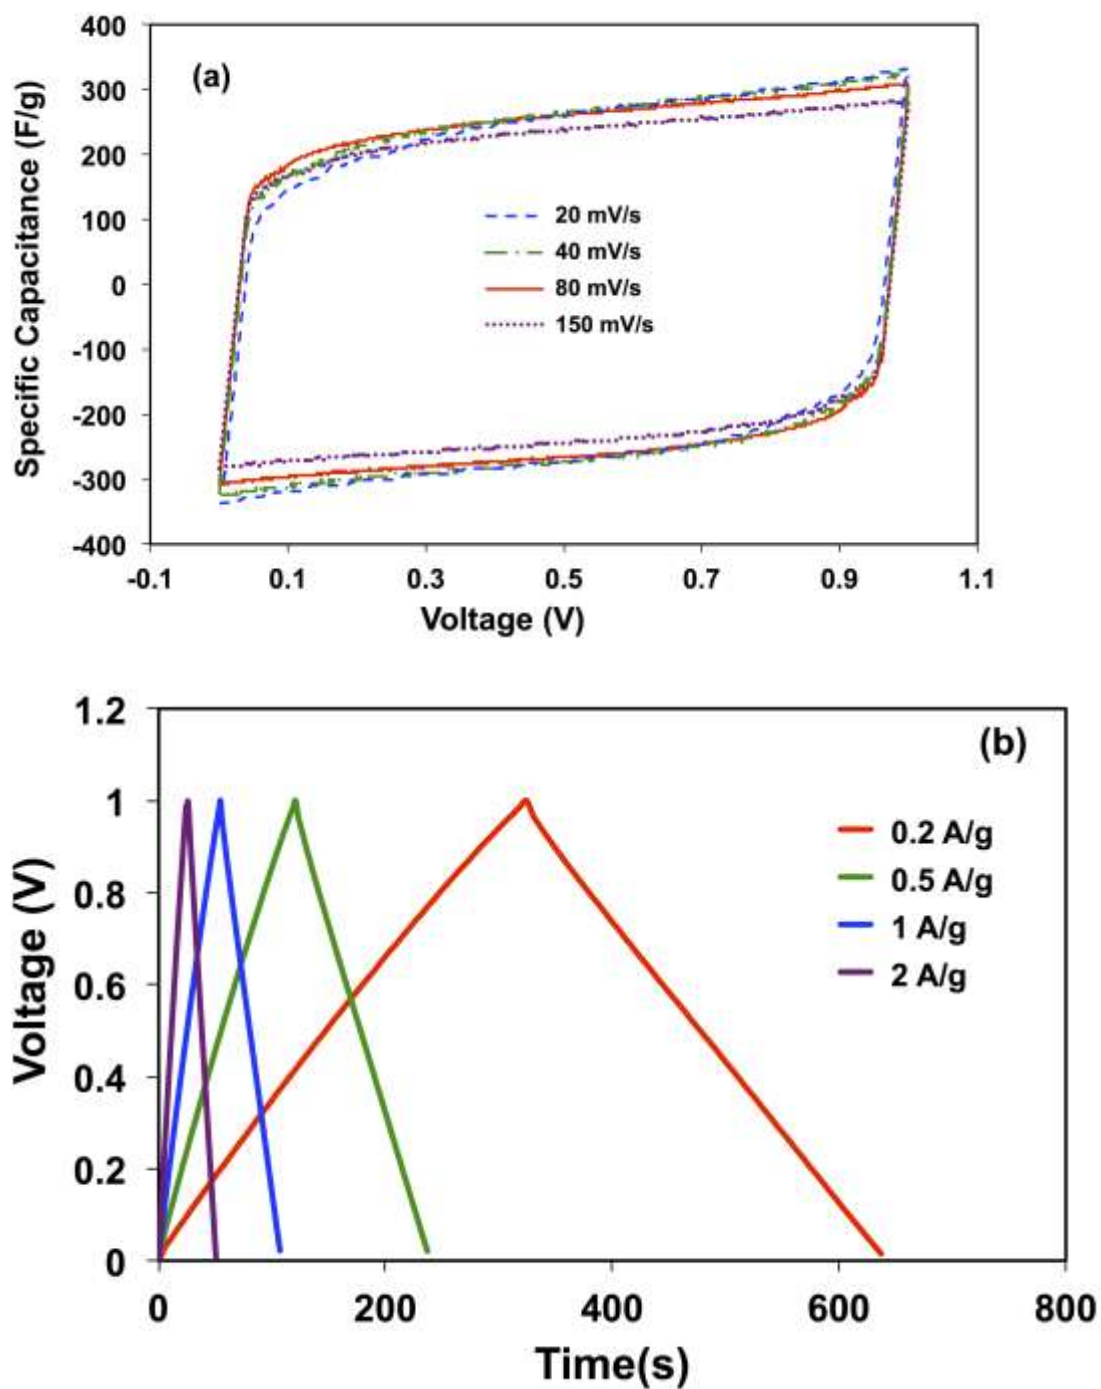 400
300
200
100
0
-100
-200
-300
-400
Specific Capacitance (F/g)
(a)
20 mV/s
40 mV/s
80 mV/s
150 mV/s
-0.1 0.1 0.3 0.5 0.7 0.9 1.1
Voltage (V)
1.2
1
0.8
0.6
0.4
0.2
0
Voltage (V)
(b)
0.2 A/g
0.5 A/g
1 A/g
2 A/g
0 200 400 600 800
Time(s)